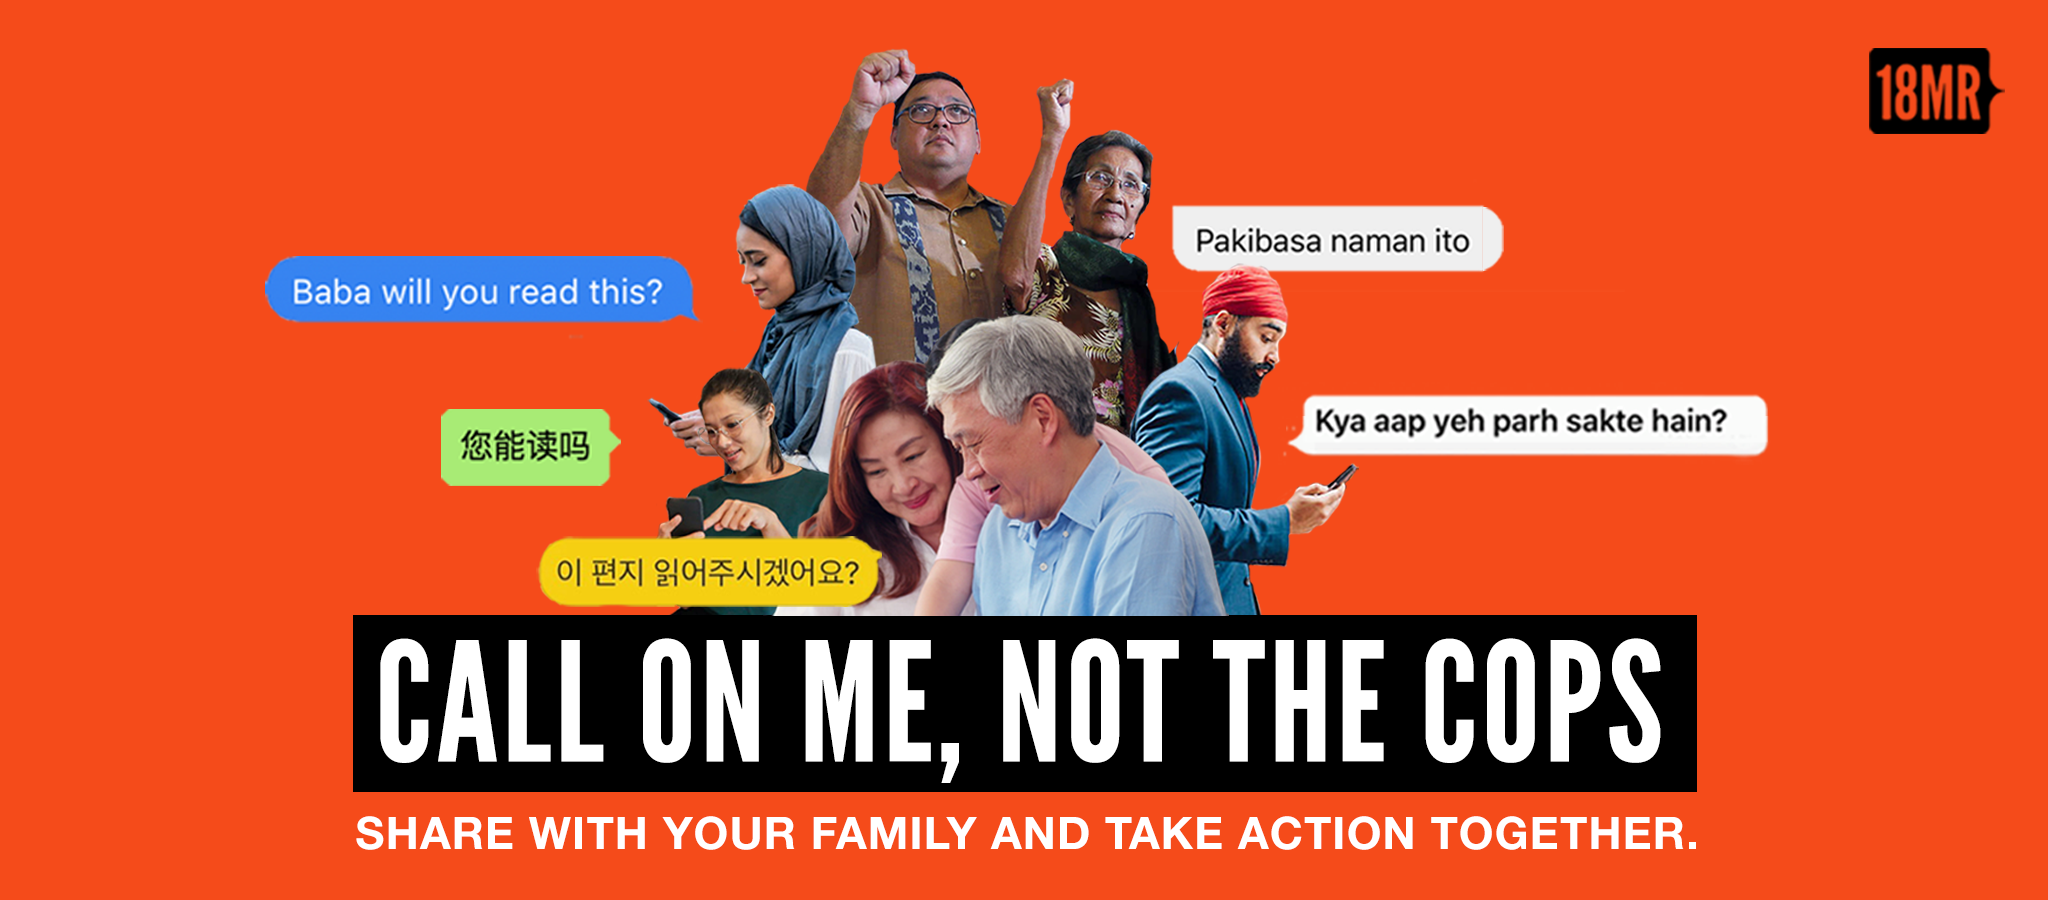 18MR
Pakibasa naman ito
Baba will you read this?
Kya aap yeh parh sakte hain?
您能读吗
이 편지 읽어주시겠어요?
CALL ON ME, NOT THE COPS
SHARE WITH YOUR FAMILY AND TAKE ACTION TOGETHER.